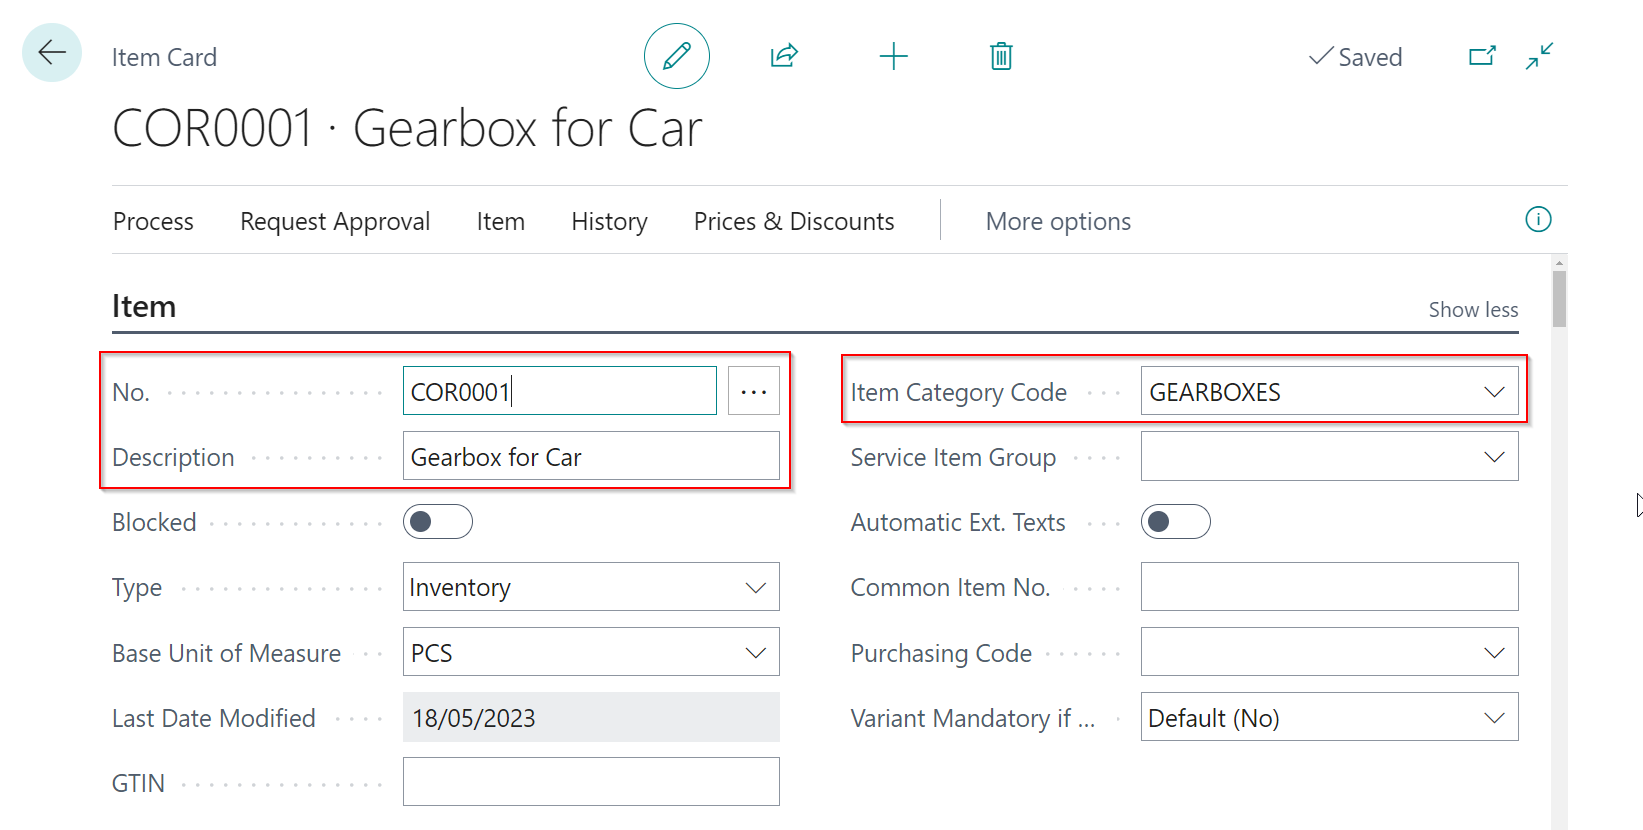 Item Card
Saved
COR0001 · Gearbox for Car
Process Request Approval Item History Prices & Discounts More options
Item
Show less
No. COR0001
Description Gearbox for Car
Blocked
Type Inventory
Base Unit of Measure PCS
Last Date Modified 18/05/2023
GTIN
Item Category Code GEARBOXES
Service Item Group
Automatic Ext. Texts
Common Item No.
Purchasing Code
Variant Mandatory if ... Default (No)